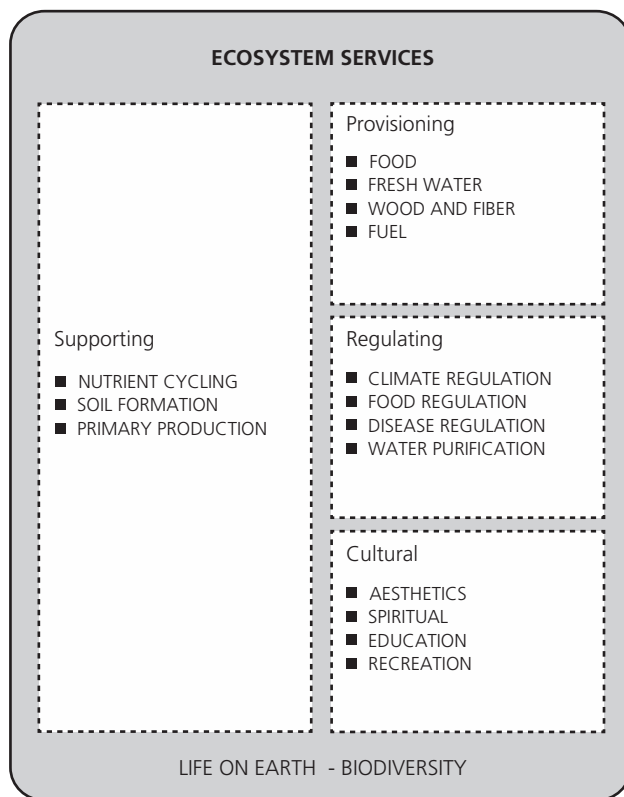 ECOSYSTEM SERVICES
Supporting
■ NUTRIENT CYCLING
■ SOIL FORMATION
■ PRIMARY PRODUCTION
Provisioning
■ FOOD
■ FRESH WATER
■ WOOD AND FIBER
■ FUEL
Regulating
■ CLIMATE REGULATION
■ FOOD REGULATION
■ DISEASE REGULATION
■ WATER PURIFICATION
Cultural
■ AESTHETICS
■ SPIRITUAL
■ EDUCATION
■ RECREATION
LIFE ON EARTH - BIODIVERSITY